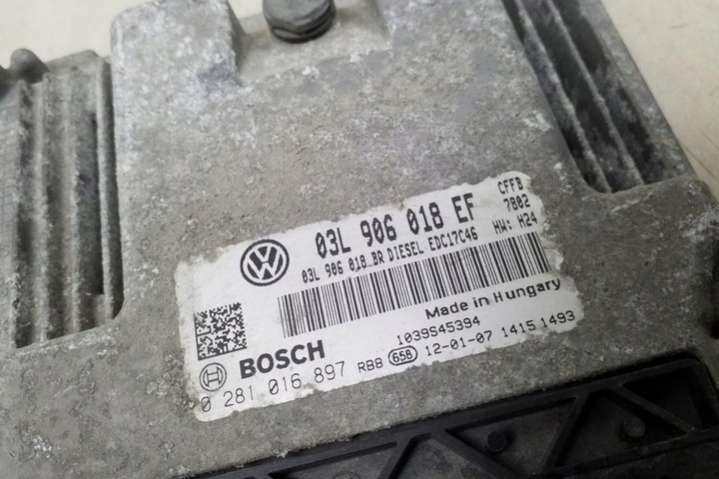 03L 906 018 EF
CFFB
7802
03L 906 018 BR DIESEL EDC17C46
HW: H24
Made in Hungary
1039S45394
BOSCH
RBB 658 12-01-07 1415 1493
0 281 016 897